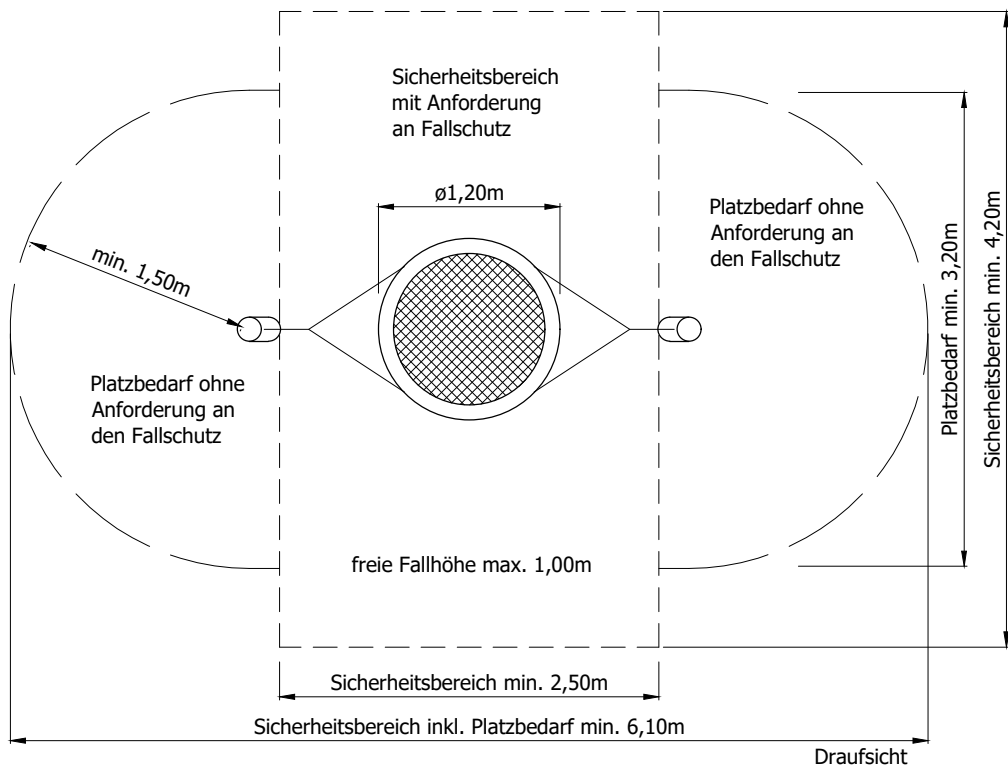 Sicherheitsbereich
mit Anforderung
an Fallschutz
ø1,20m
min. 1,50m
Platzbedarf ohne
Anforderung an
den Fallschutz
Platzbedarf ohne
Anforderung an
den Fallschutz
Platzbedarf min. 3,20m
Sicherheitsbereich min. 4,20m
freie Fallhöhe max. 1,00m
Sicherheitsbereich min. 2,50m
Sicherheitsbereich inkl. Platzbedarf min. 6,10m
Draufsicht